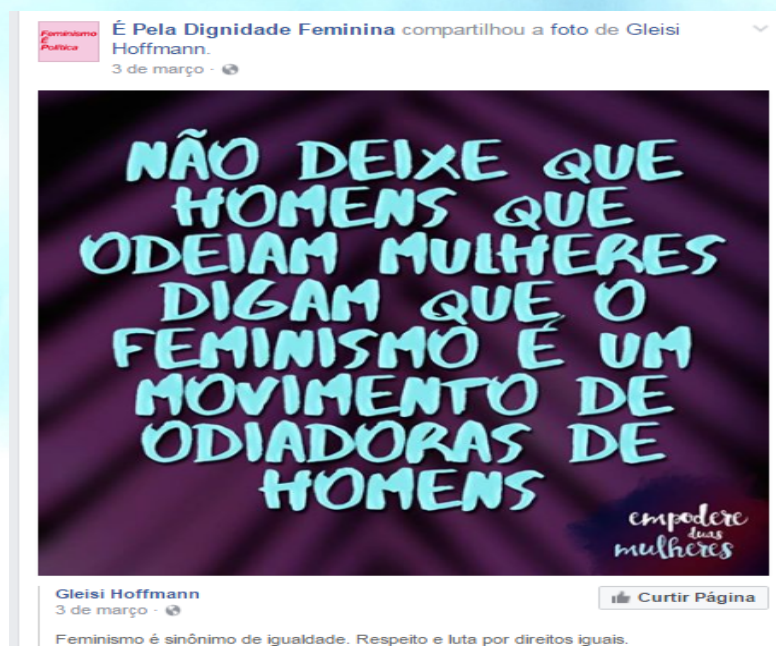 Feminismo
É
Política
É Pela Dignidade Feminina compartilhou a foto de Gleisi
Hoffmann.
3 de março ·
NÃO DEIXE QUE
HOMENS QUE
ODEIAM MULHERES
DIGAM QUE O
FEMINISMO É UM
MOVIMENTO DE
ODIADORAS DE
HOMENS
empodere
duas
mulheres
Gleisi Hoffmann
3 de março ·
Curtir Página
Feminismo é sinônimo de igualdade. Respeito e luta por direitos iguais.